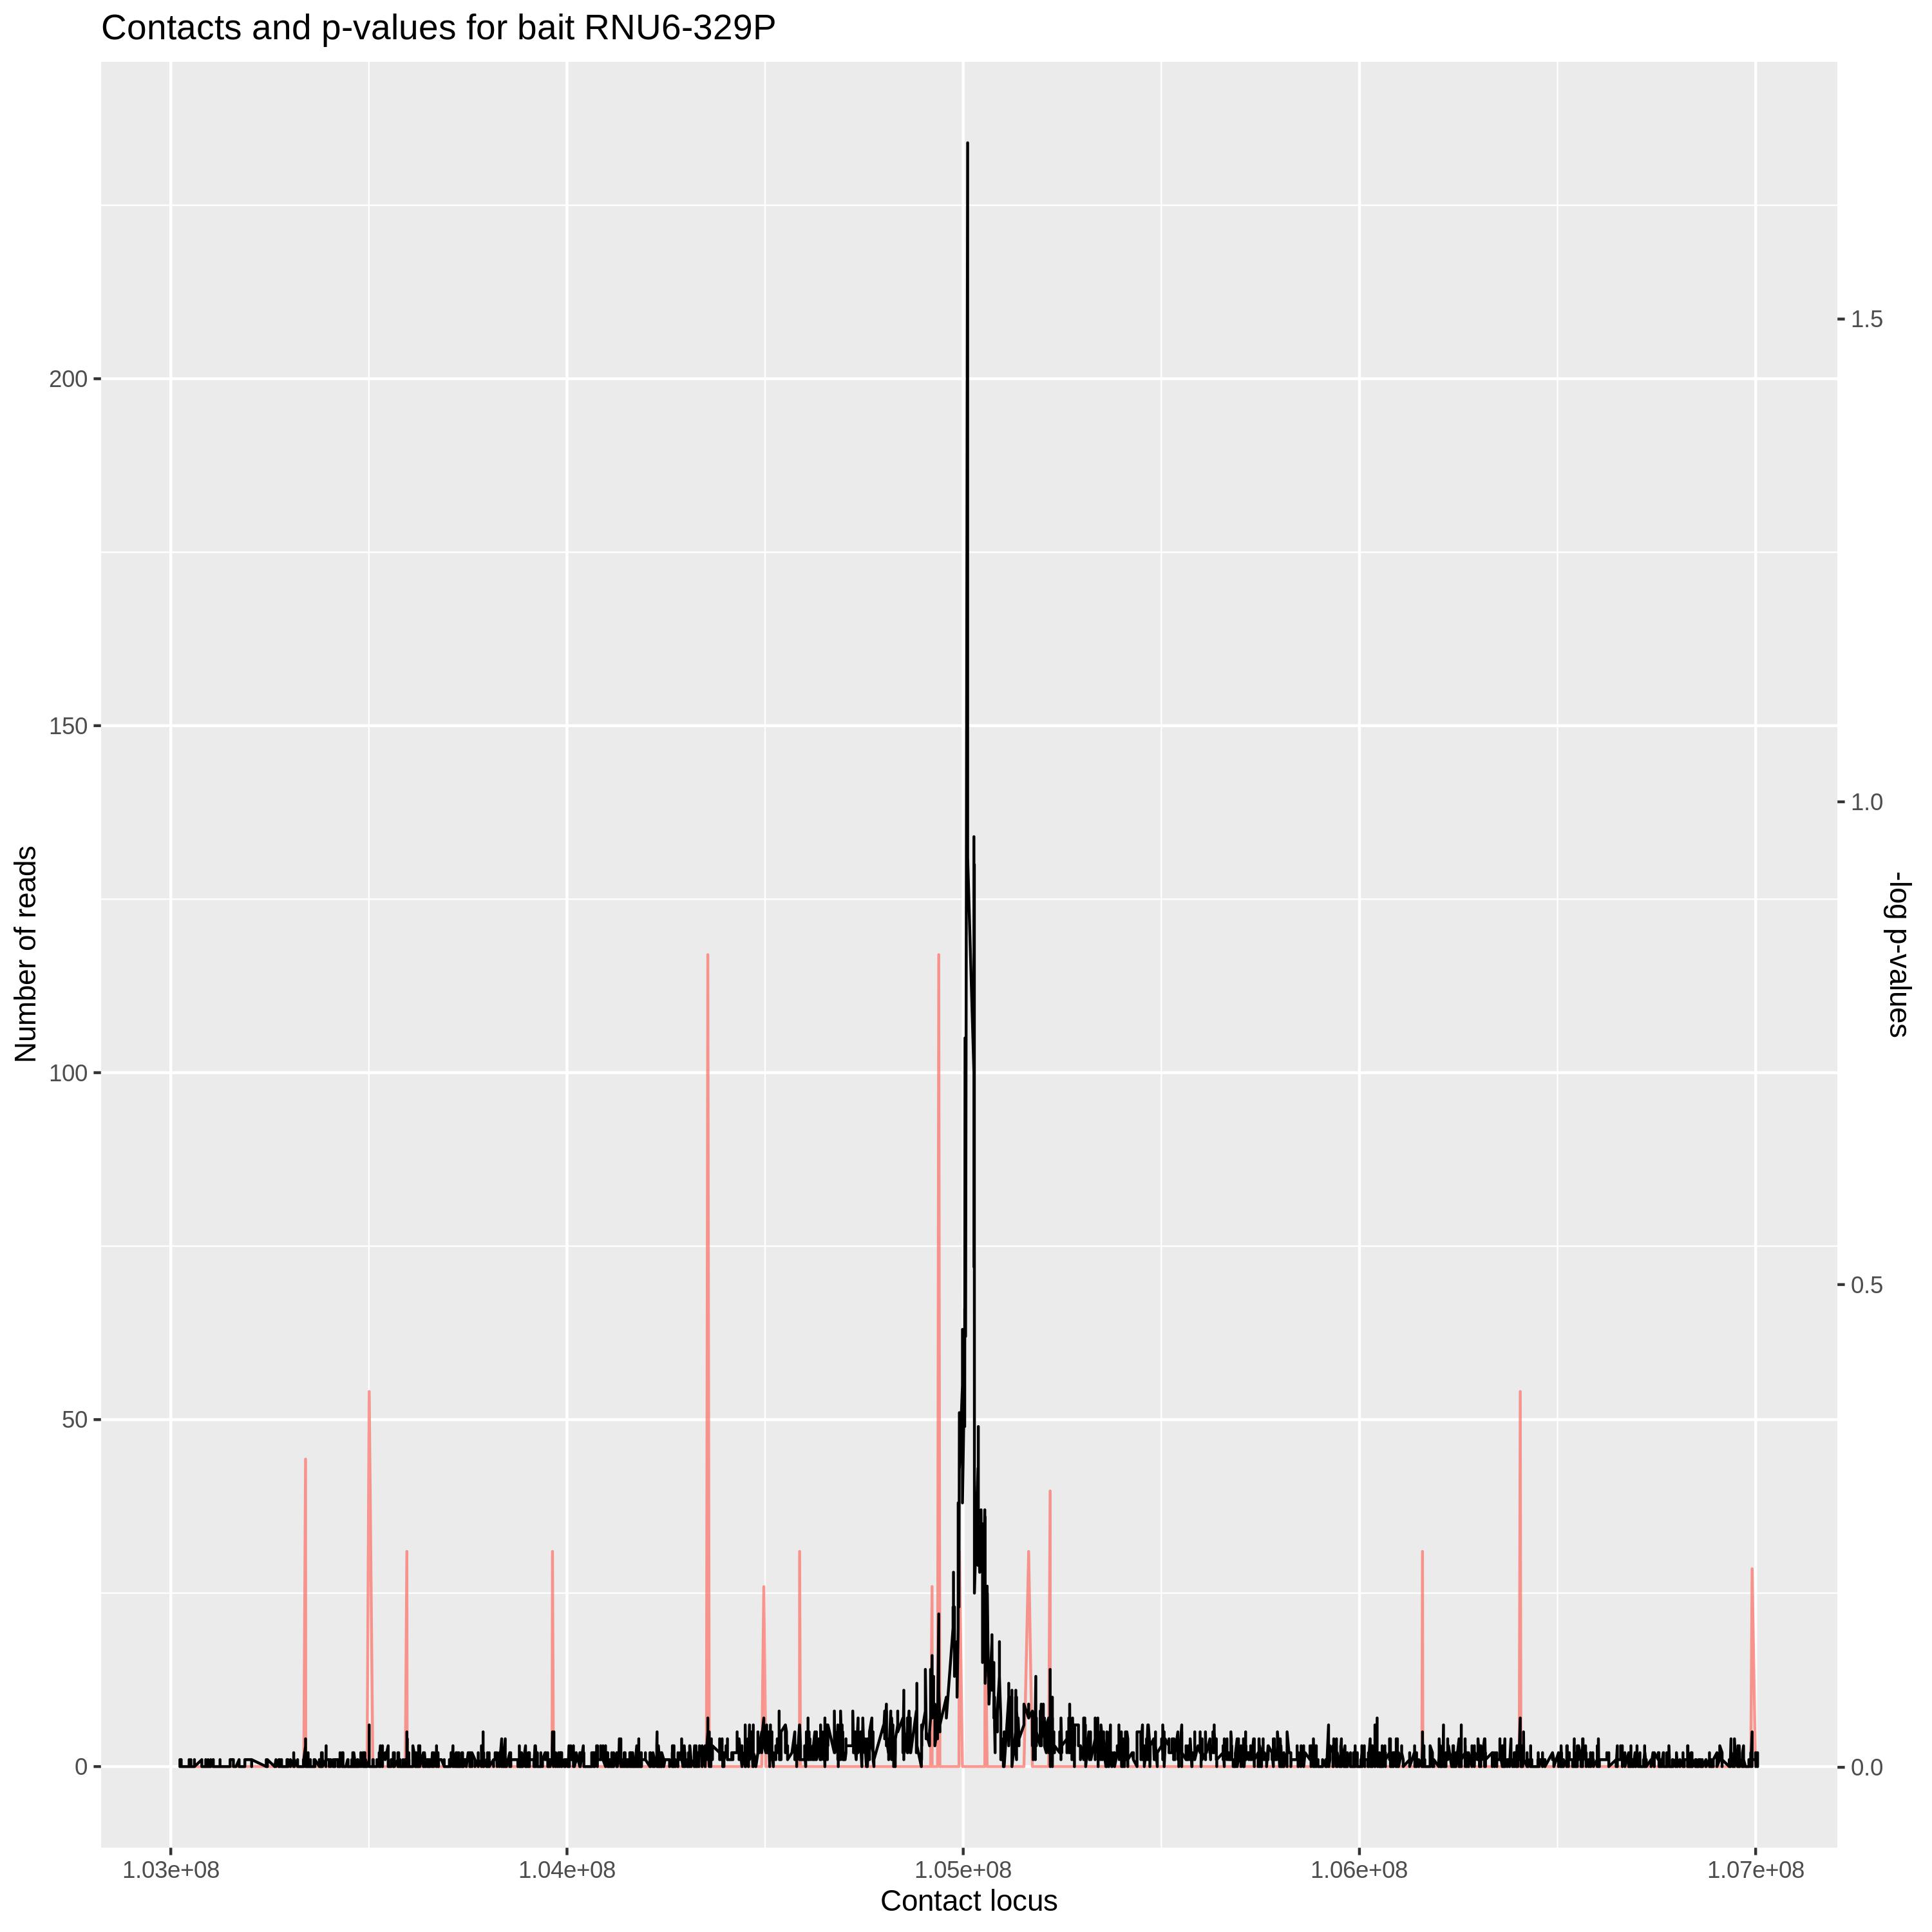 Contacts and p-values for bait RNU6-329P
Number of reads
200
150
100
50
0
1.5
1.0
0.5
0.0
-log p-values
1.03e+08 1.04e+08 1.05e+08 1.06e+08 1.07e+08
Contact locus